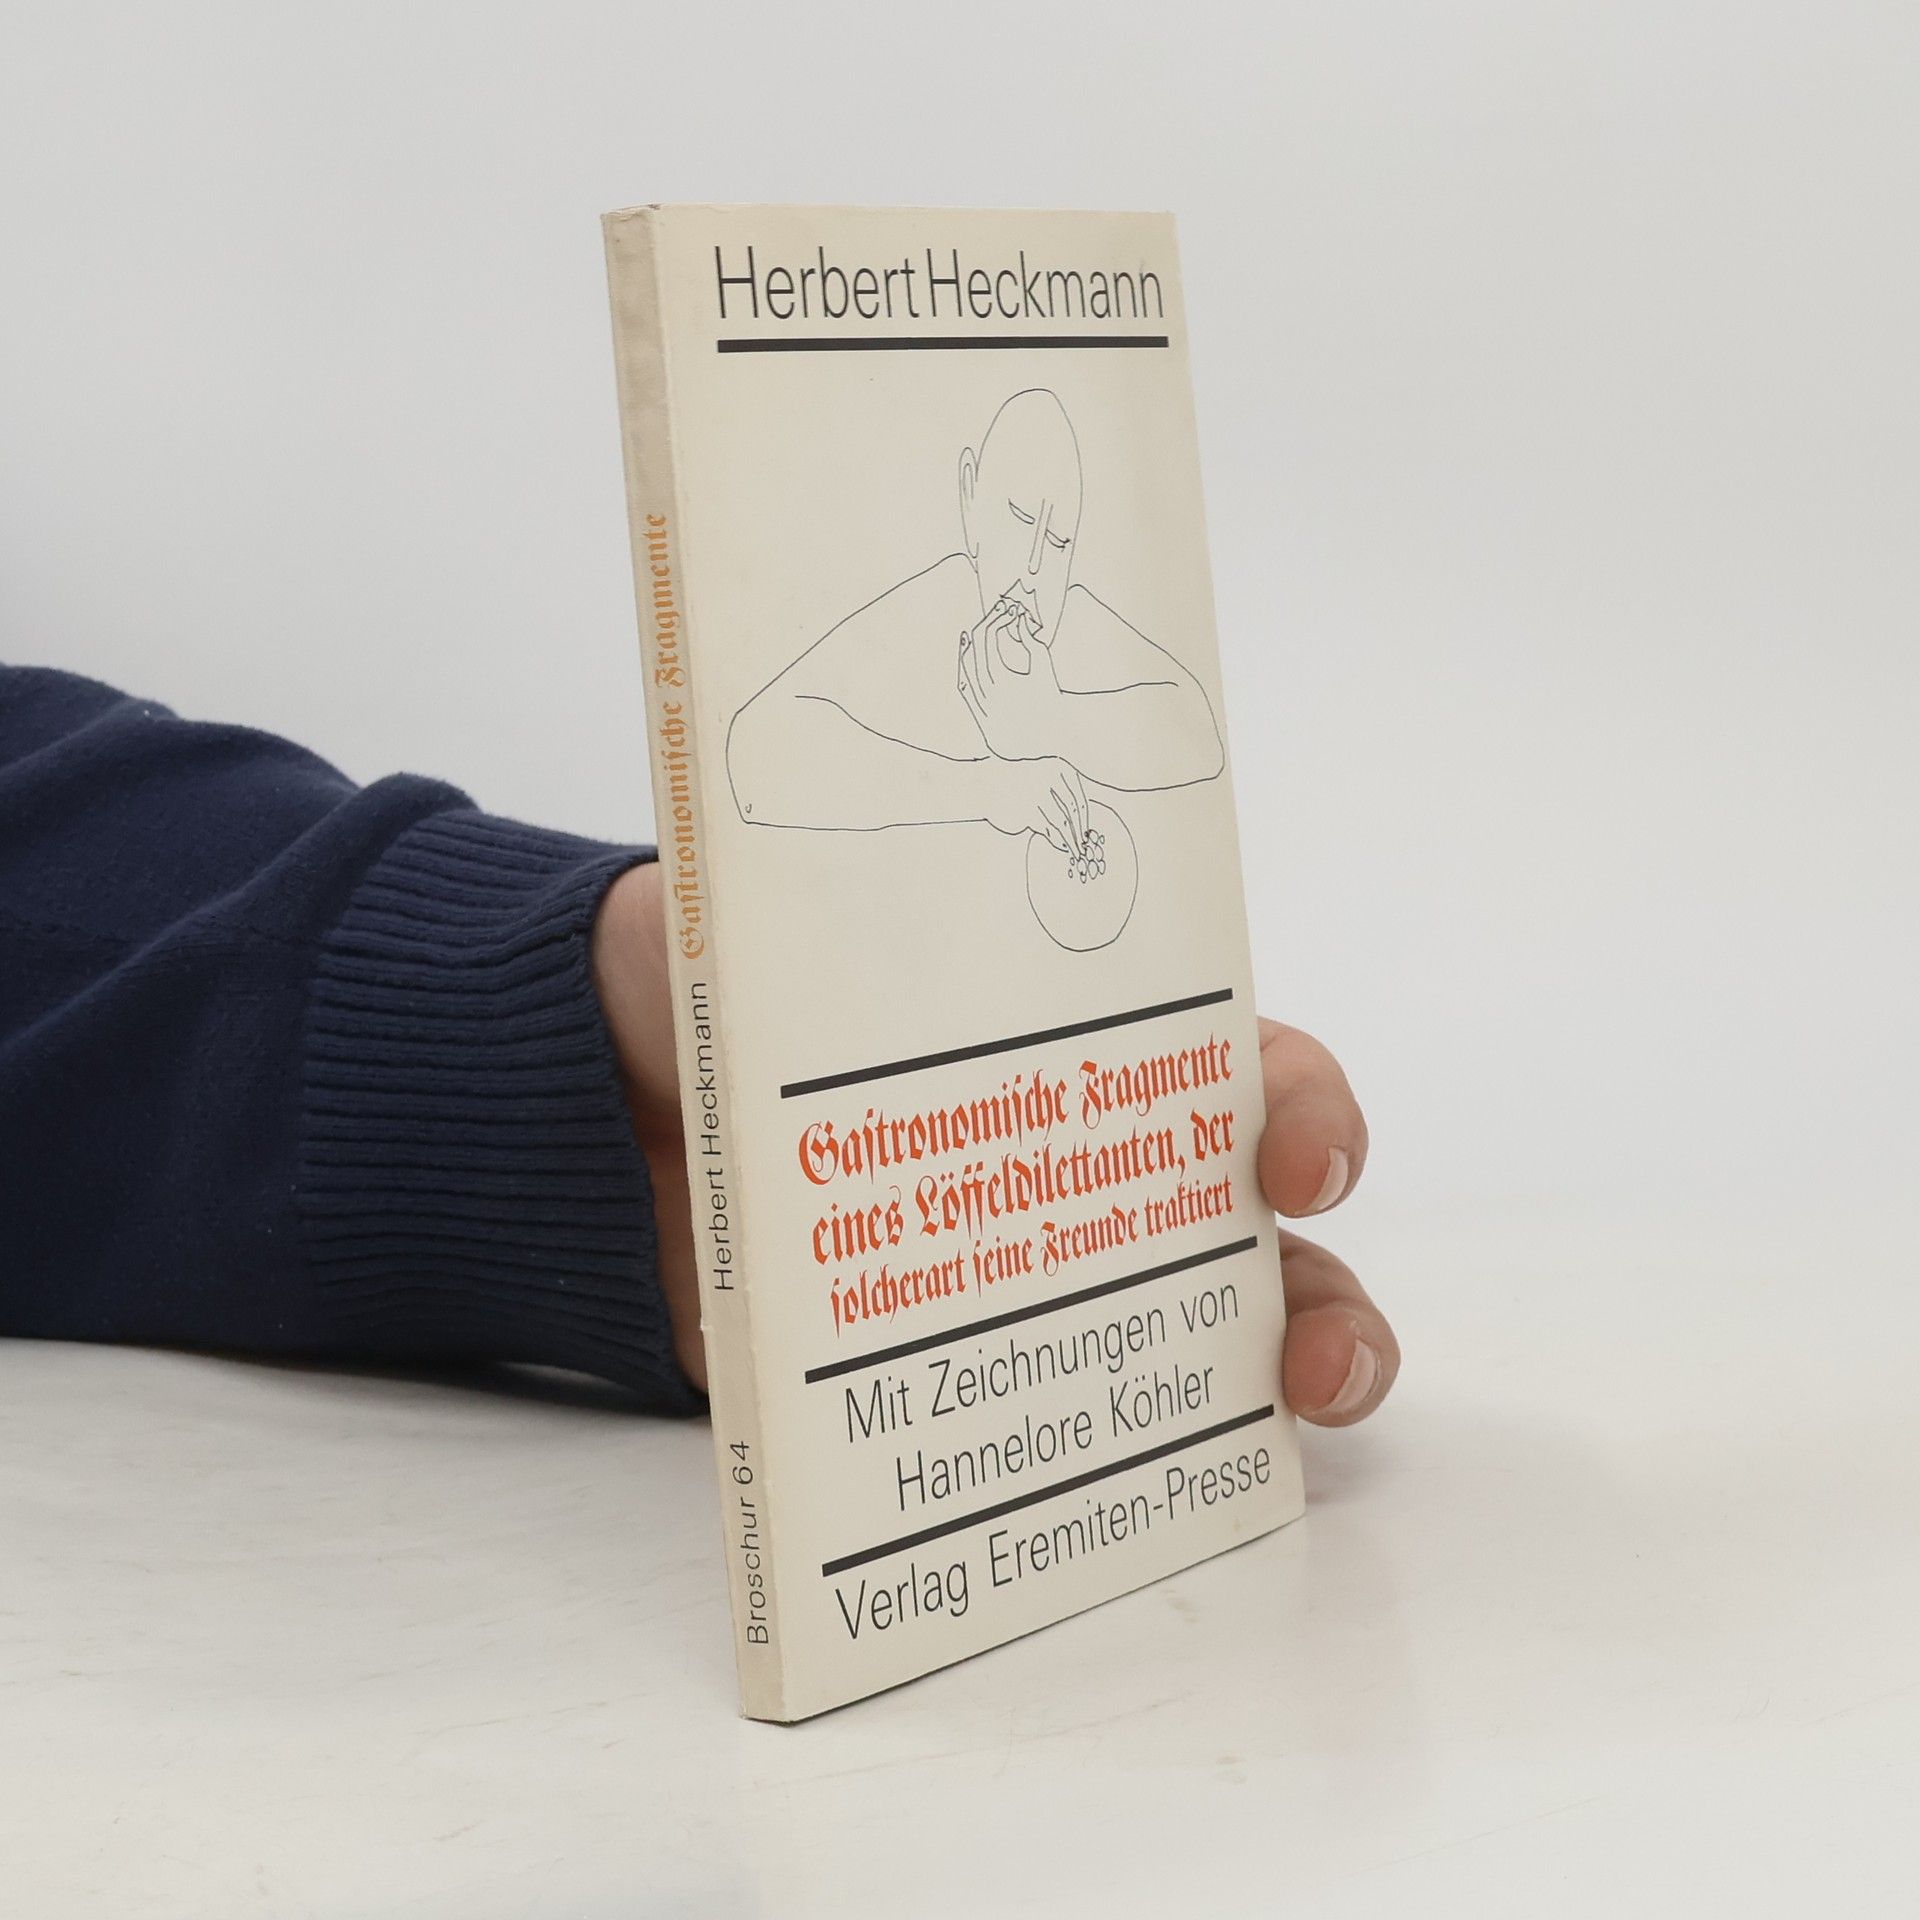 Herbert Heckmann
Gaſtronomiſche Fragmente
eines Löffeldilettanten, der
ſolcherart ſeine Freunde traktiert
Mit Zeichnungen von
Hannelore Köhler
Verlag Eremiten-Presse
Broschur 64 Herbert Heckmann Gaſtronomiſche Fragmente